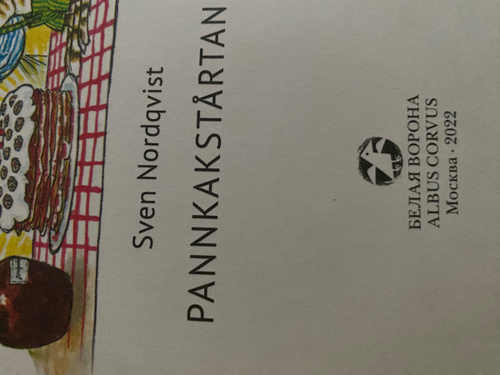 Sven Nordqvist
PANNKAKSTÅRTAN
БЕЛАЯ ВОРОНА
ALBUS CORVUS
Москва · 2022